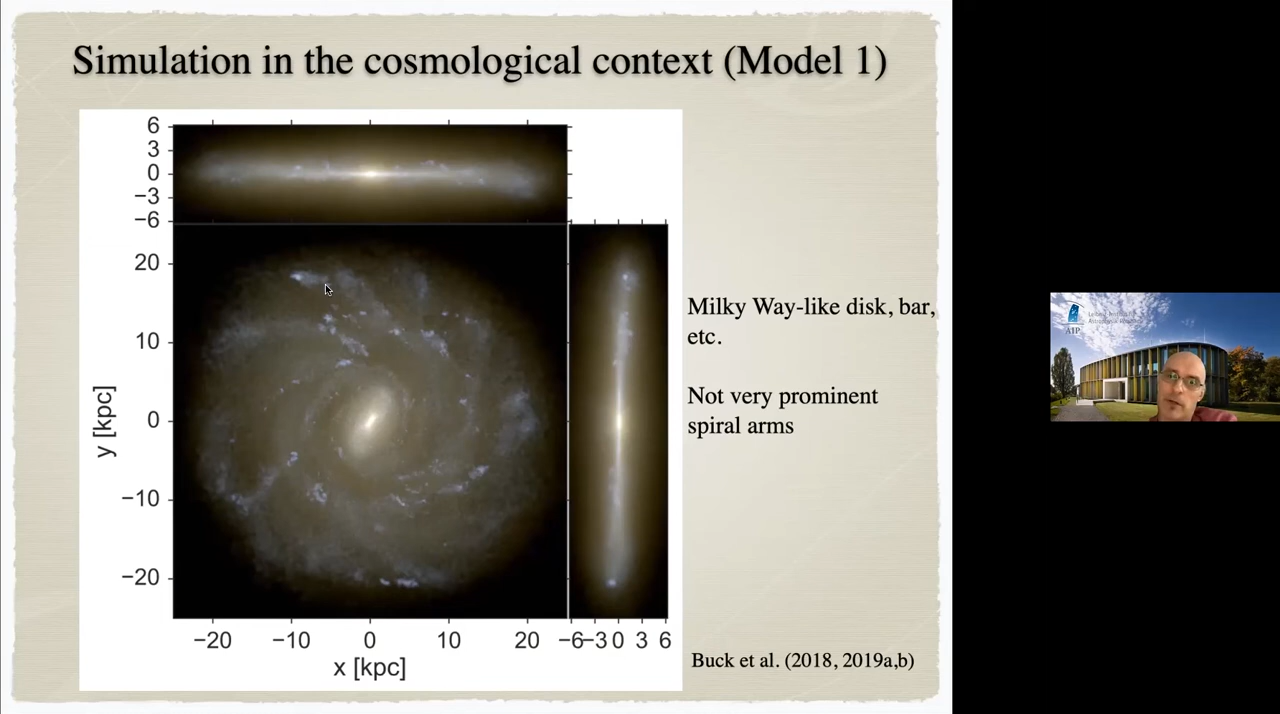 Simulation in the cosmological context (Model 1)
6
3
0
−3
−6
20
10
0
−10
−20
y [kpc]
−20 −10 0 10 20 −6 −3 0 3 6
x [kpc]
Milky Way-like disk, bar,
etc.
Not very prominent
spiral arms
Buck et al. (2018, 2019a,b)
AIP